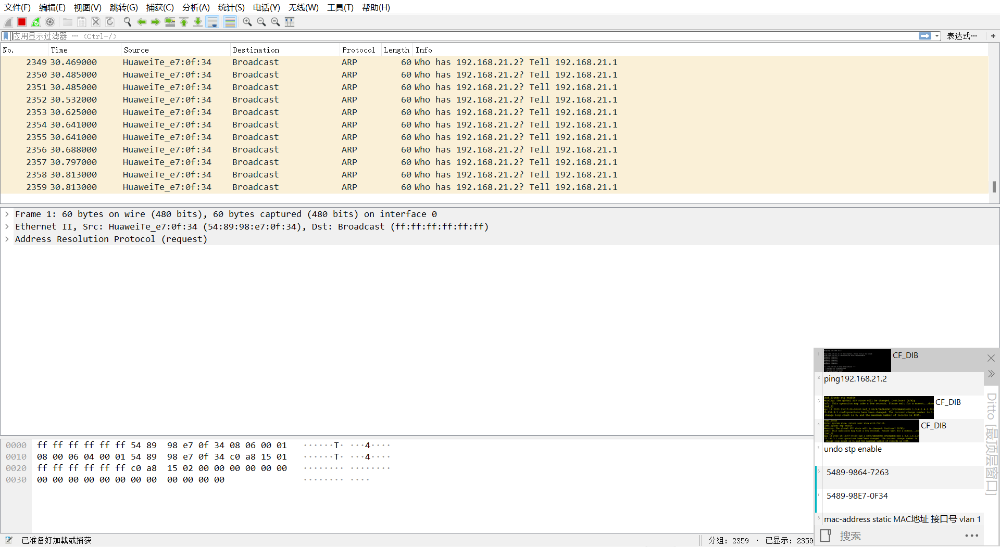 文件(F) 编辑(E) 视图(V) 跳转(G) 捕获(C) 分析(A) 统计(S) 电话(Y) 无线(W) 工具(T) 帮助(H)
应用显示过滤器 … <Ctrl-/> 表达式… +
No. Time Source Destination Protocol Length Info
2349 30.469000 HuaweiTe_e7:0f:34 Broadcast ARP 60 Who has 192.168.21.2? Tell 192.168.21.1
2350 30.485000 HuaweiTe_e7:0f:34 Broadcast ARP 60 Who has 192.168.21.2? Tell 192.168.21.1
2351 30.485000 HuaweiTe_e7:0f:34 Broadcast ARP 60 Who has 192.168.21.2? Tell 192.168.21.1
2352 30.532000 HuaweiTe_e7:0f:34 Broadcast ARP 60 Who has 192.168.21.2? Tell 192.168.21.1
2353 30.625000 HuaweiTe_e7:0f:34 Broadcast ARP 60 Who has 192.168.21.2? Tell 192.168.21.1
2354 30.641000 HuaweiTe_e7:0f:34 Broadcast ARP 60 Who has 192.168.21.2? Tell 192.168.21.1
2355 30.641000 HuaweiTe_e7:0f:34 Broadcast ARP 60 Who has 192.168.21.2? Tell 192.168.21.1
2356 30.688000 HuaweiTe_e7:0f:34 Broadcast ARP 60 Who has 192.168.21.2? Tell 192.168.21.1
2357 30.797000 HuaweiTe_e7:0f:34 Broadcast ARP 60 Who has 192.168.21.2? Tell 192.168.21.1
2358 30.813000 HuaweiTe_e7:0f:34 Broadcast ARP 60 Who has 192.168.21.2? Tell 192.168.21.1
2359 30.813000 HuaweiTe_e7:0f:34 Broadcast ARP 60 Who has 192.168.21.2? Tell 192.168.21.1
> Frame 1: 60 bytes on wire (480 bits), 60 bytes captured (480 bits) on interface 0
> Ethernet II, Src: HuaweiTe_e7:0f:34 (54:89:98:e7:0f:34), Dst: Broadcast (ff:ff:ff:ff:ff:ff)
> Address Resolution Protocol (request)
0000 ff ff ff ff ff ff 54 89 98 e7 0f 34 08 06 00 01 ······T· ···4····
0010 08 00 06 04 00 01 54 89 98 e7 0f 34 c0 a8 15 01 ······T· ···4····
0020 ff ff ff ff ff ff c0 a8 15 02 00 00 00 00 00 00 ········ ········
0030 00 00 00 00 00 00 00 00 00 00 00 00 ········ ····
1 CF_DIB
2 ping192.168.21.2
3 CF_DIB
4 CF_DIB
5 undo stp enable
6 5489-9864-7263
7 5489-98E7-0F34
8 mac-address static MAC地址 接口号 vlan 1
搜索
Ditto [最顶层窗口]
已准备好加载或捕获 分组: 2359 · 已显示: 2359